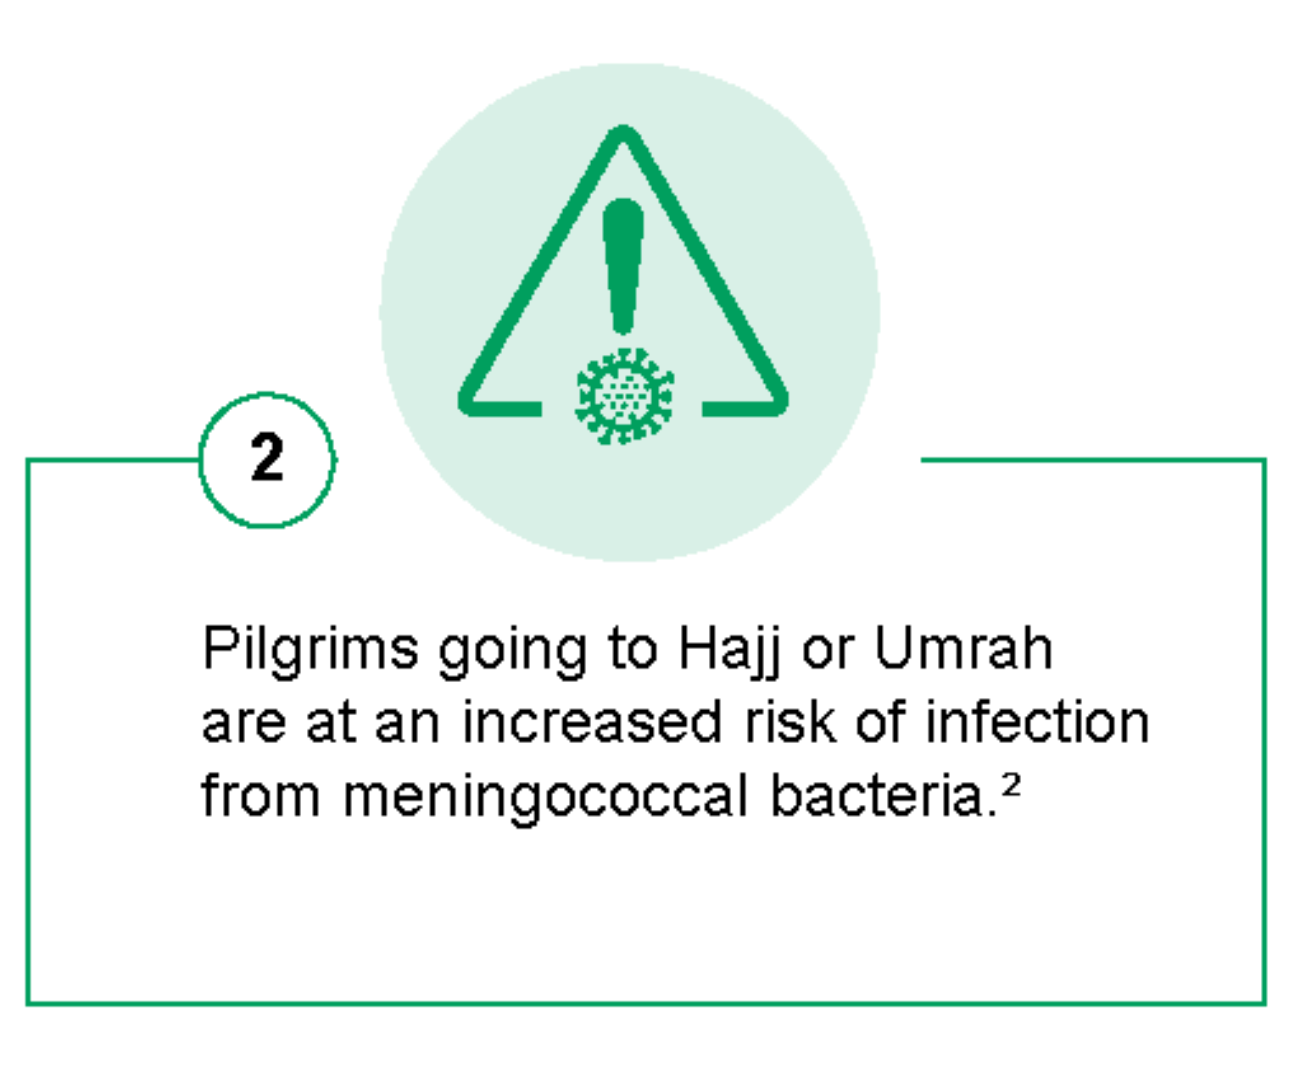 2
Pilgrims going to Hajj or Umrah
are at an increased risk of infection
from meningococcal bacteria.²